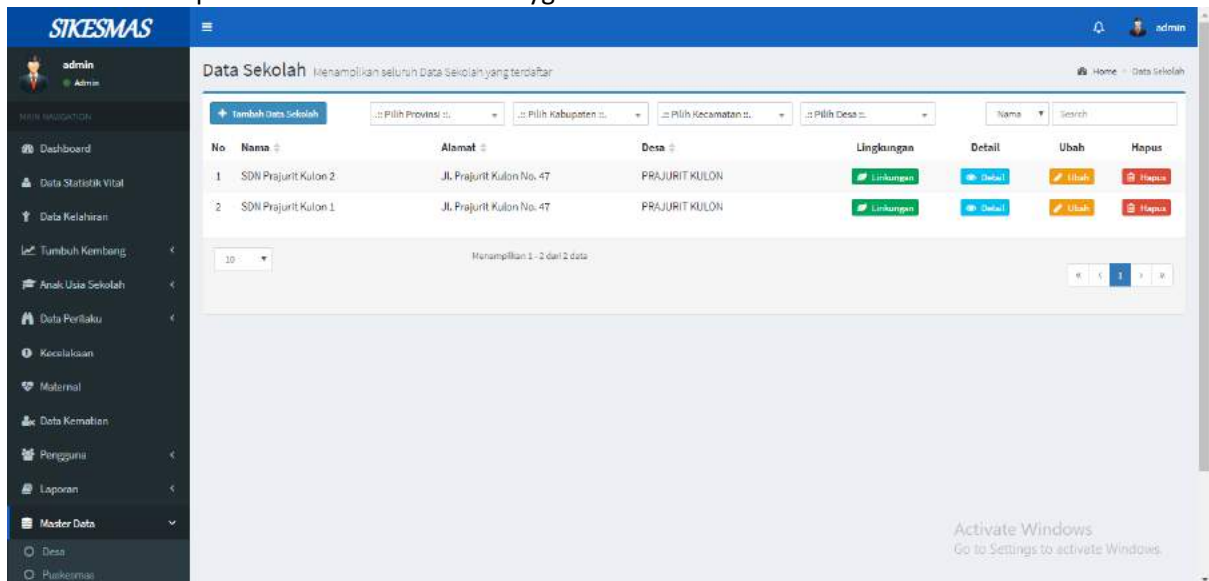 SIKESMAS
admin
admin
Admin
Data Sekolah Menampilkan seluruh Data Sekolah yang terdaftar
Home Data Sekolah
MAIN NAVIGATION
Tambah Data Sekolah
.:: Pilih Provinsi ::.
.:: Pilih Kabupaten ::.
.:: Pilih Kecamatan ::.
.:: Pilih Desa ::.
Nama
Search
No Nama Alamat Desa Lingkungan Detail Ubah Hapus
1 SDN Prajurit Kulon 2 Jl. Prajurit Kulon No. 47 PRAJURIT KULON Linkungan Detail Ubah Hapus
2 SDN Prajurit Kulon 1 Jl. Prajurit Kulon No. 47 PRAJURIT KULON Linkungan Detail Ubah Hapus
10
Menampilkan 1 - 2 dari 2 data
« ‹ 1 › »
Dashboard
Data Statistik Vital
Data Kelahiran
Tumbuh Kembang
Anak Usia Sekolah
Data Perilaku
Kecelakaan
Maternal
Data Kematian
Pengguna
Laporan
Master Data
Desa
Puskesmas
Activate Windows
Go to Settings to activate Windows.